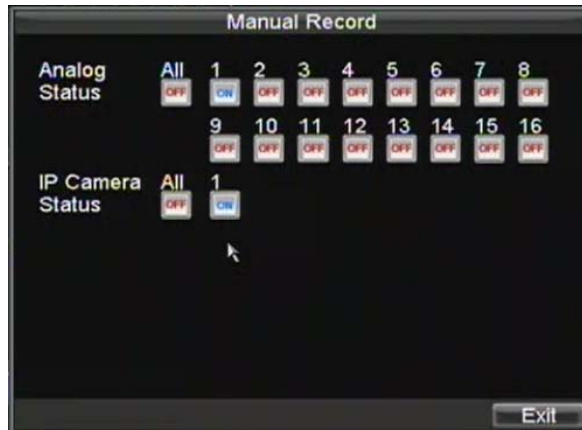 Manual Record
Analog All 1 2 3 4 5 6 7 8
Status OFF ON OFF OFF OFF OFF OFF OFF OFF
9 10 11 12 13 14 15 16
OFF OFF OFF OFF OFF OFF OFF OFF
IP Camera All 1
Status OFF ON
Exit